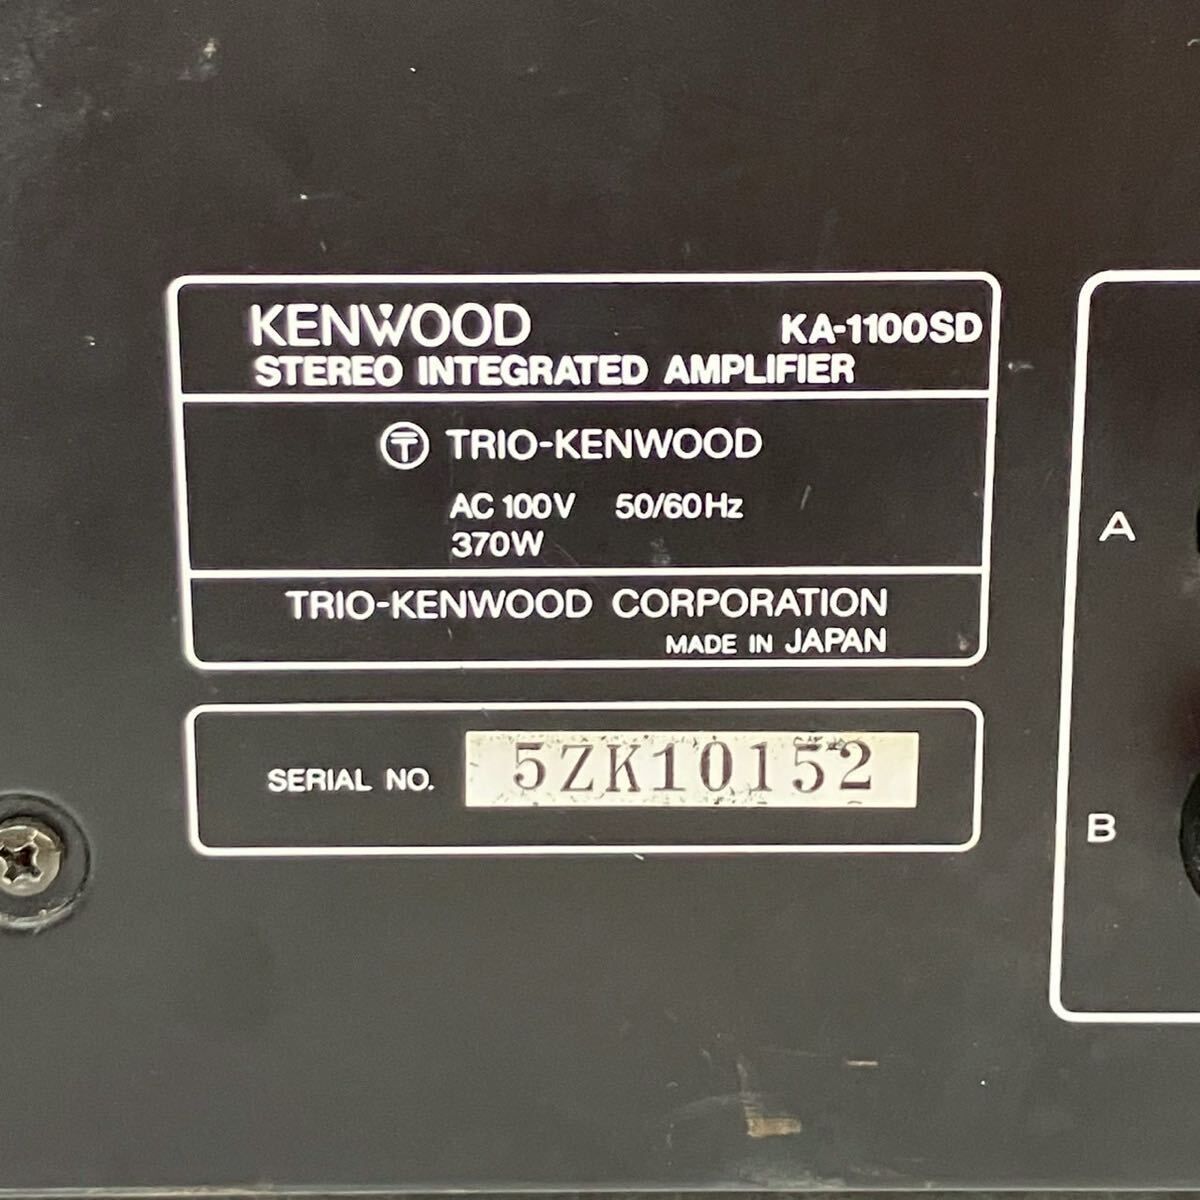 KENWOOD KA-1100SD
STEREO INTEGRATED AMPLIFIER
〒 TRIO-KENWOOD
AC 100V 50/60Hz
370W
TRIO-KENWOOD CORPORATION
MADE IN JAPAN
SERIAL NO. 5ZK10152
A
B